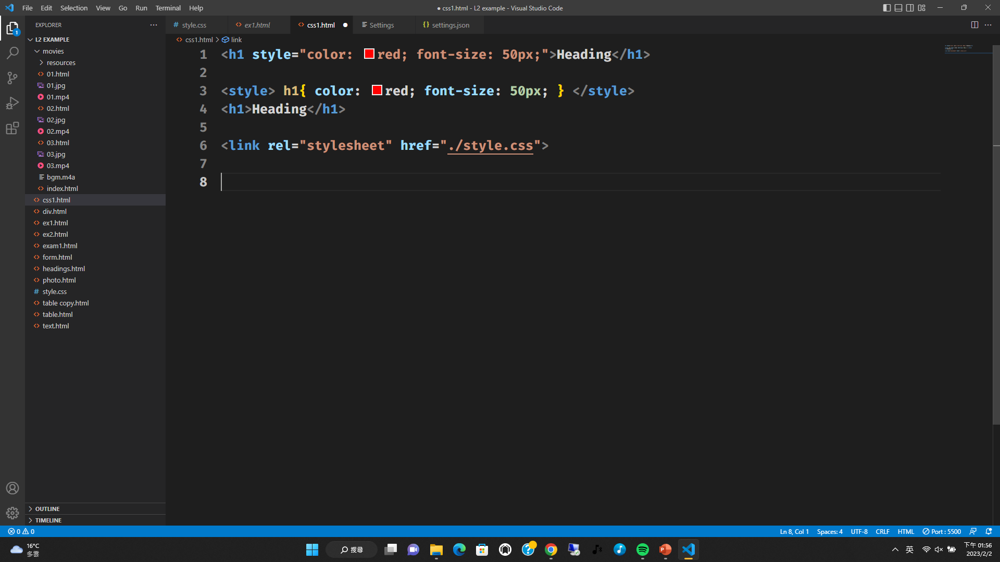 File Edit Selection View Go Run Terminal Help
● css1.html - L2 example - Visual Studio Code
EXPLORER
style.css
ex1.html
css1.html
Settings
settings.json
L2 EXAMPLE
movies
resources
01.html
01.jpg
01.mp4
02.html
02.jpg
02.mp4
03.html
03.jpg
03.mp4
bgm.m4a
index.html
css1.html
div.html
ex1.html
ex2.html
exam1.html
form.html
headings.html
photo.html
style.css
table copy.html
table.html
text.html
OUTLINE
TIMELINE
css1.html > link
1 <h1 style="color: red; font-size: 50px;">Heading</h1>
2
3 <style> h1{ color: red; font-size: 50px; } </style>
4 <h1>Heading</h1>
5
6 <link rel="stylesheet" href="./style.css">
7
8
1
0 0
Ln 8, Col 1 Spaces: 4 UTF-8 CRLF HTML Port : 5500
16°C
多雲
搜尋
英
下午 01:56
2023/2/2